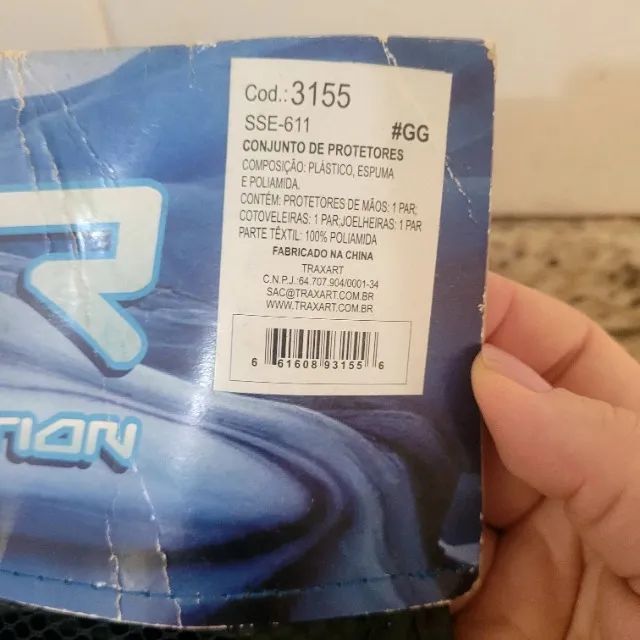 Cod.: 3155
SSE-611
#GG
CONJUNTO DE PROTETORES
COMPOSIÇÃO: PLÁSTICO, ESPUMA
E POLIAMIDA.
CONTÉM: PROTETORES DE MÃOS: 1 PAR;
COTOVELEIRAS: 1 PAR;JOELHEIRAS: 1 PAR
PARTE TÊXTIL: 100% POLIAMIDA
FABRICADO NA CHINA
TRAXART
C.N.P.J.:64.707.904/0001-34
SAC@TRAXART.COM.BR
WWW.TRAXART.COM.BR
6 61608 93155 6
R
TION